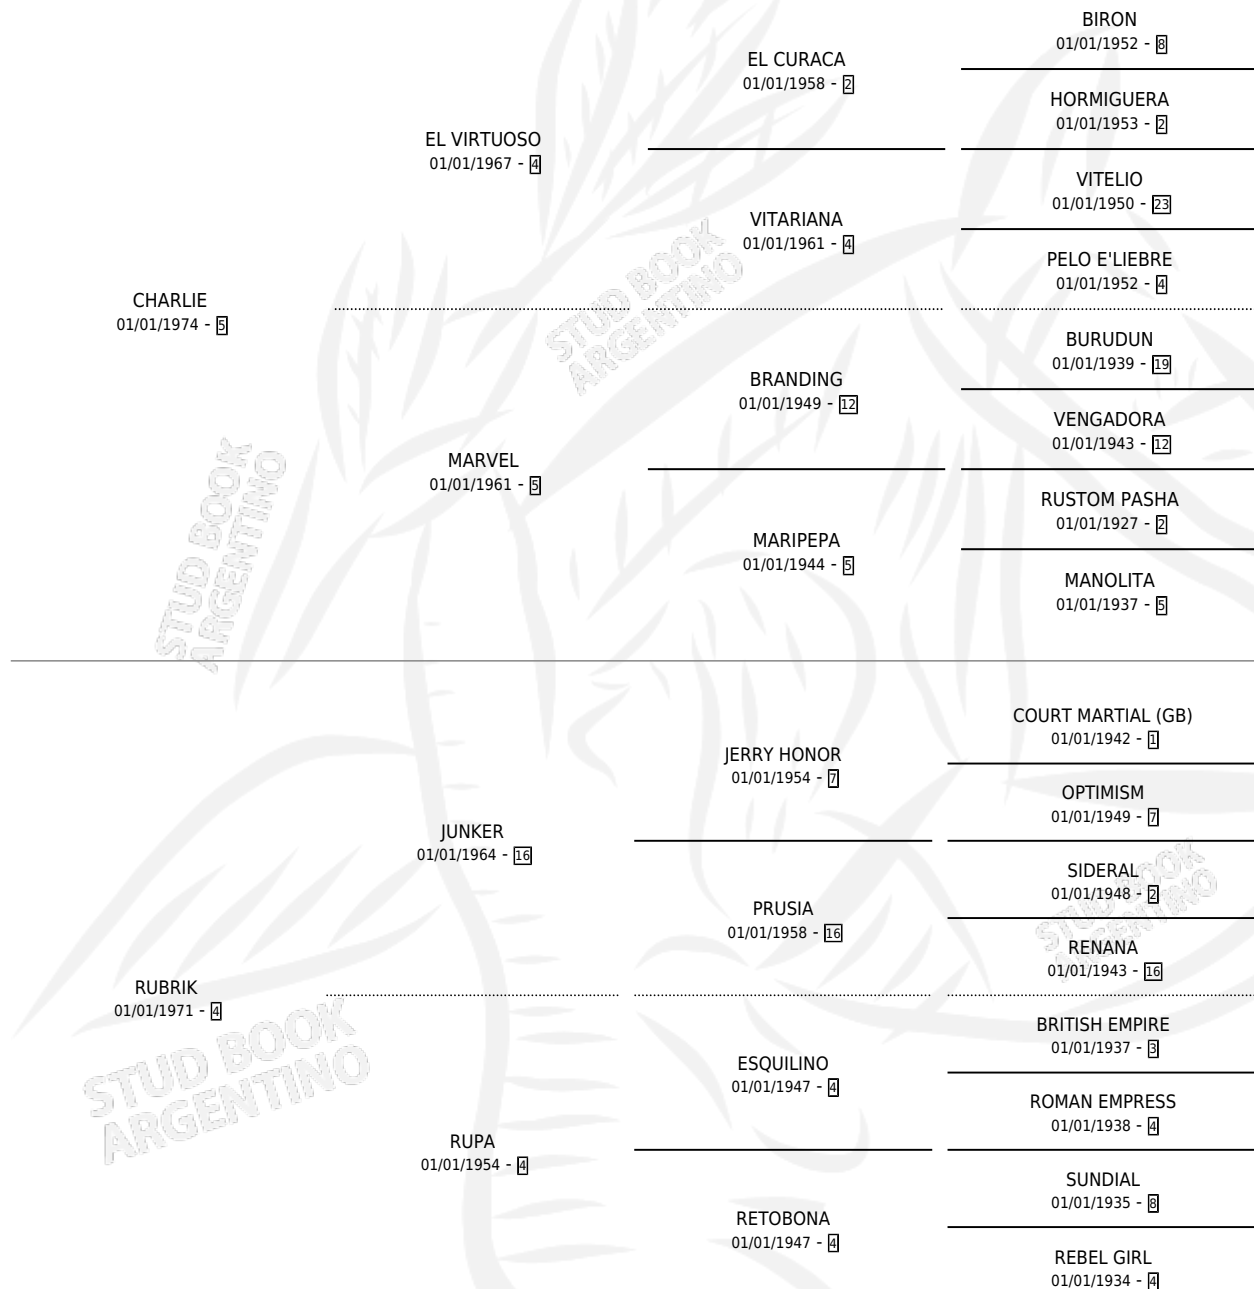 BIRON
01/01/1952 - 8
EL CURACA
01/01/1958 - 2
HORMIGUERA
01/01/1953 - 2
EL VIRTUOSO
01/01/1967 - 4
VITELIO
01/01/1950 - 23
VITARIANA
01/01/1961 - 4
PELO E'LIEBRE
01/01/1952 - 4
CHARLIE
01/01/1974 - 5
STUD BOOK
ARGENTINO
BURUDUN
01/01/1939 - 19
BRANDING
01/01/1949 - 12
VENGADORA
01/01/1943 - 12
MARVEL
01/01/1961 - 5
RUSTOM PASHA
01/01/1927 - 2
MARIPEPA
01/01/1944 - 5
MANOLITA
01/01/1937 - 5
STUD BOOK
ARGENTINO
COURT MARTIAL (GB)
01/01/1942 - 1
JERRY HONOR
01/01/1954 - 7
OPTIMISM
01/01/1949 - 7
JUNKER
01/01/1964 - 16
SIDERAL
01/01/1948 - 2
PRUSIA
01/01/1958 - 16
RENANA
01/01/1943 - 16
STUD BOOK
ARGENTINO
RUBRIK
01/01/1971 - 4
STUD BOOK
ARGENTINO
BRITISH EMPIRE
01/01/1937 - 3
ESQUILINO
01/01/1947 - 4
ROMAN EMPRESS
01/01/1938 - 4
RUPA
01/01/1954 - 4
SUNDIAL
01/01/1935 - 8
RETOBONA
01/01/1947 - 4
REBEL GIRL
01/01/1934 - 4